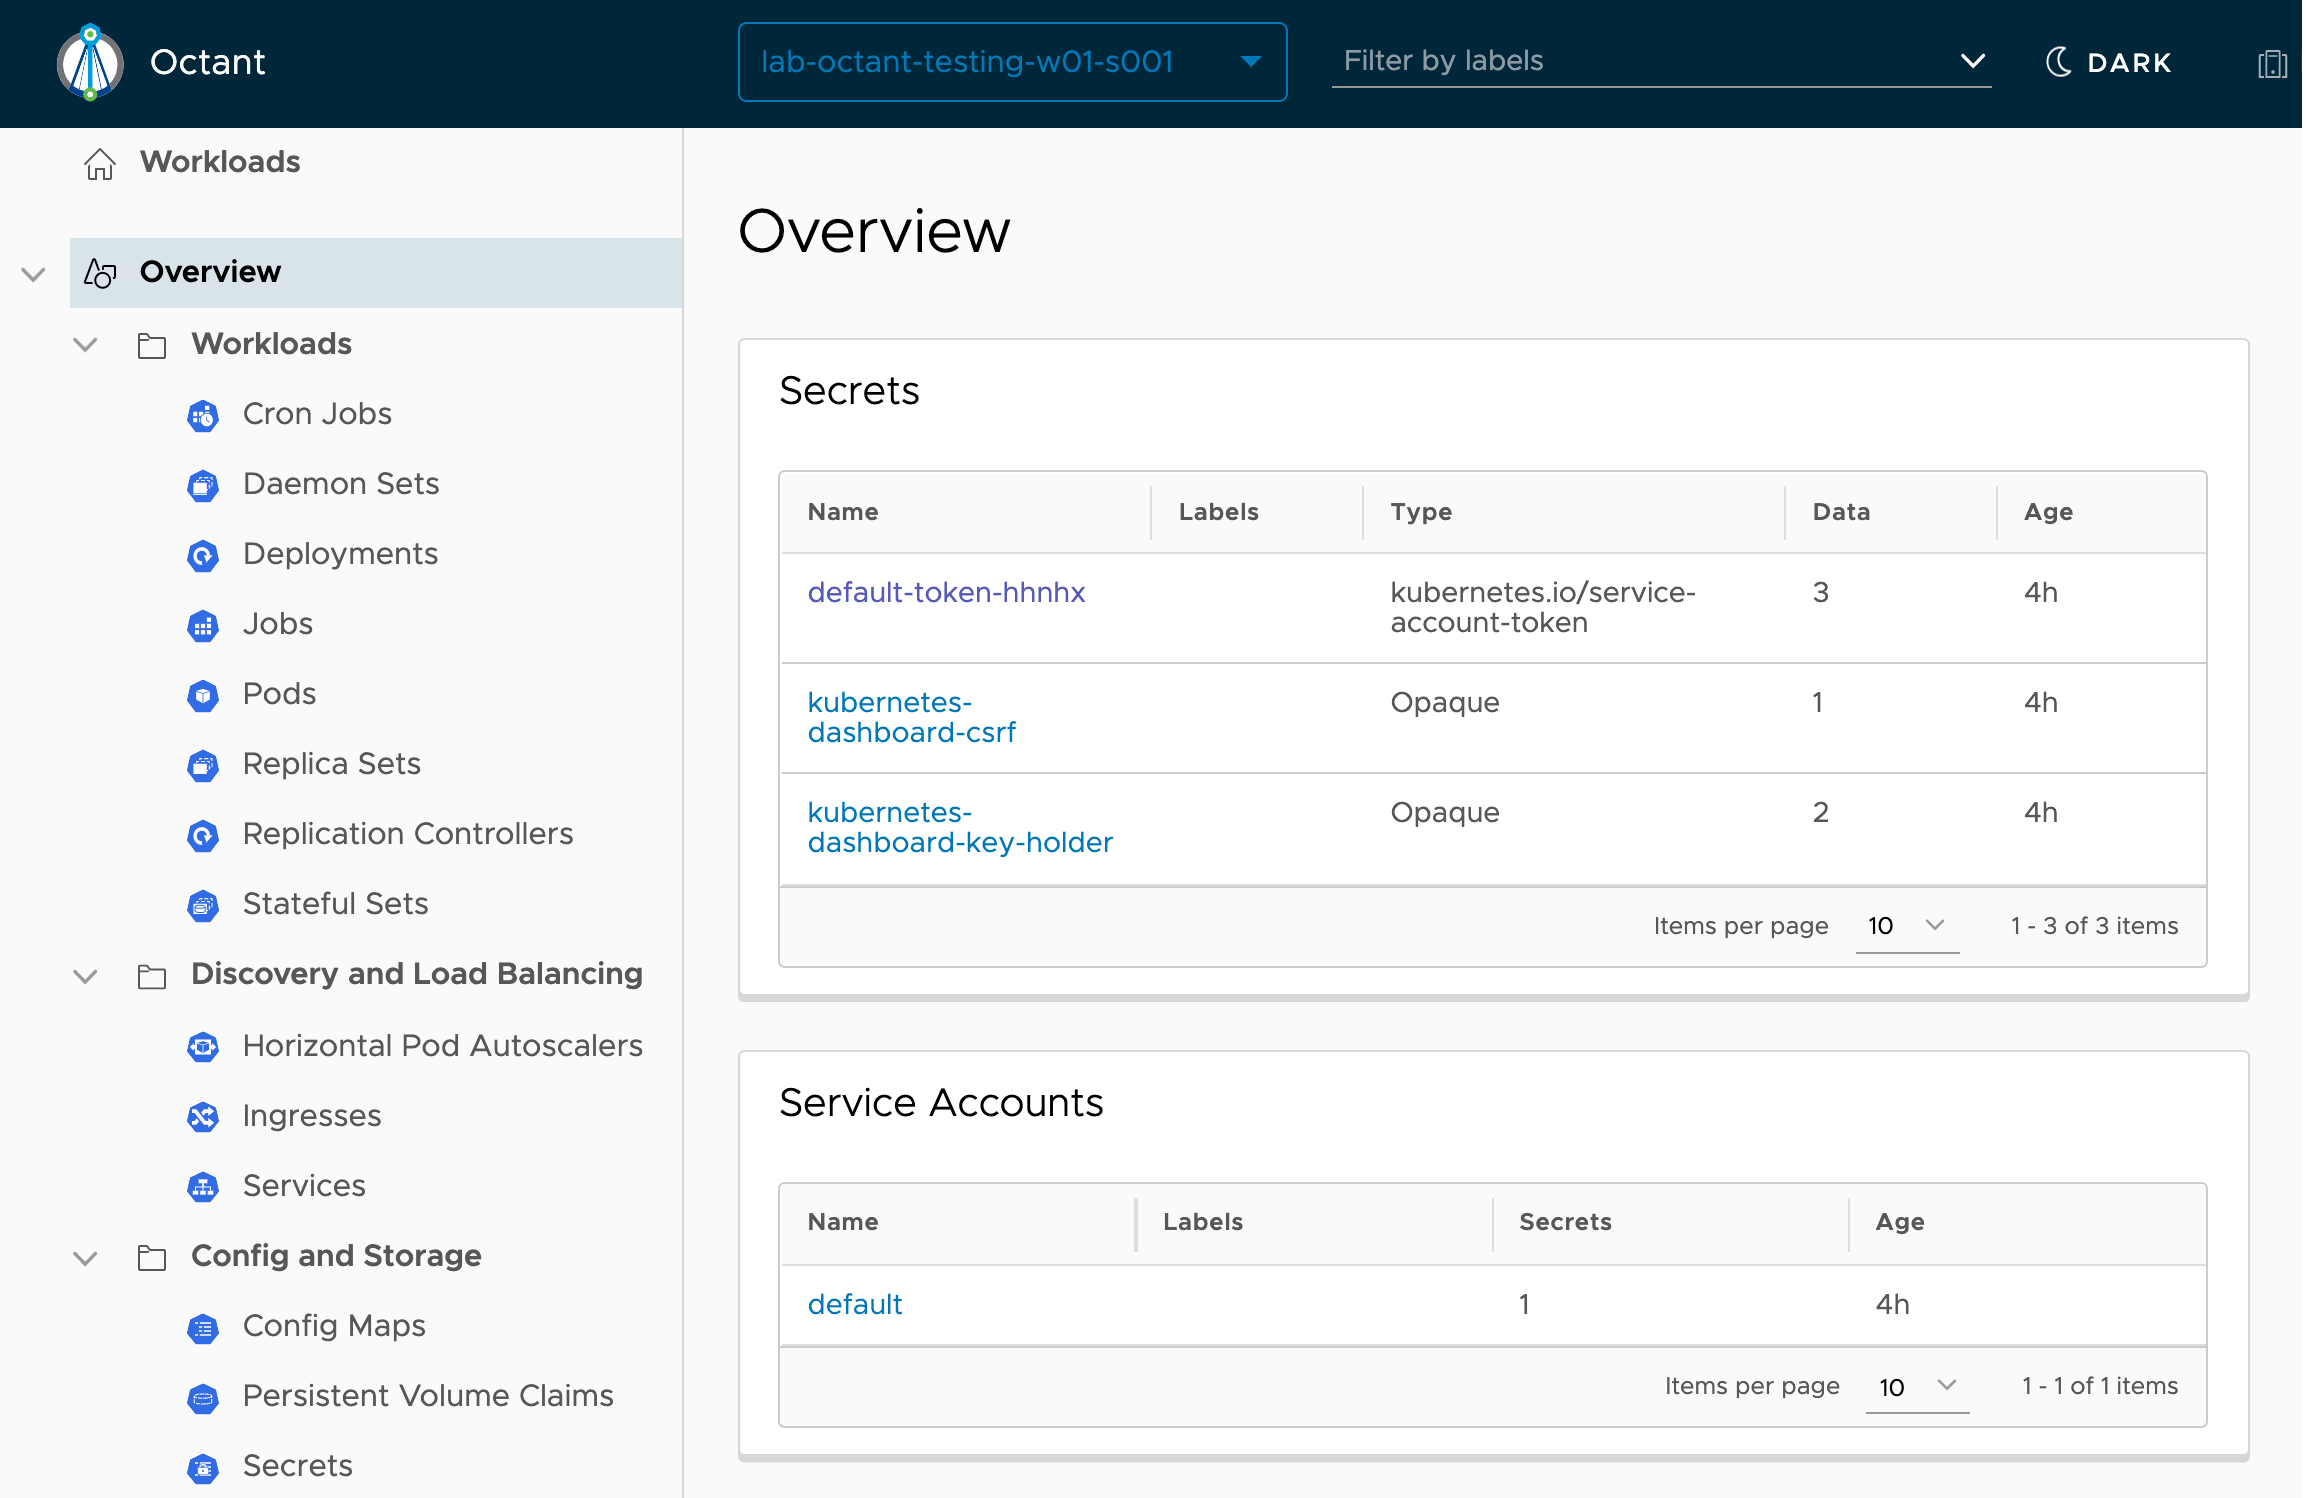 Octant
lab-octant-testing-w01-s001
Filter by labels
DARK
Workloads
Overview
Workloads
Cron Jobs
Daemon Sets
Deployments
Jobs
Pods
Replica Sets
Replication Controllers
Stateful Sets
Discovery and Load Balancing
Horizontal Pod Autoscalers
Ingresses
Services
Config and Storage
Config Maps
Persistent Volume Claims
Secrets
Overview
Secrets
Name Labels Type Data Age
default-token-hhnhx kubernetes.io/service- 3 4h
account-token
kubernetes- Opaque 1 4h
dashboard-csrf
kubernetes- Opaque 2 4h
dashboard-key-holder
Items per page 10 1 - 3 of 3 items
Service Accounts
Name Labels Secrets Age
default 1 4h
Items per page 10 1 - 1 of 1 items